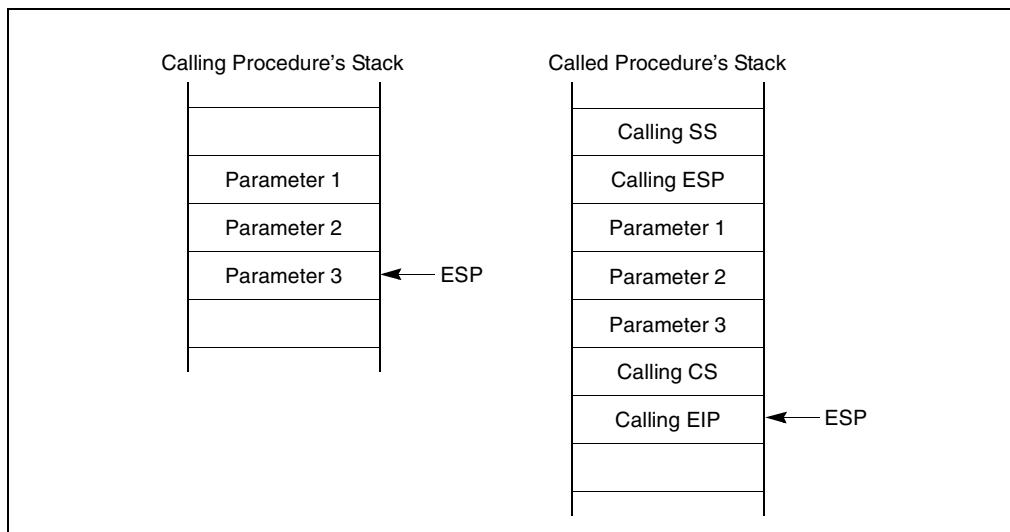 Calling Procedure's Stack
Parameter 1
Parameter 2
Parameter 3
ESP
Called Procedure's Stack
Calling SS
Calling ESP
Parameter 1
Parameter 2
Parameter 3
Calling CS
Calling EIP
ESP